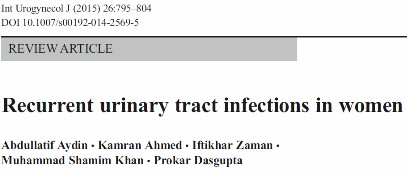 Int Urogynecol J (2015) 26:795–804
DOI 10.1007/s00192-014-2569-5
REVIEW ARTICLE
Recurrent urinary tract infections in women
Abdullatif Aydin · Kamran Ahmed · Iftikhar Zaman ·
Muhammad Shamim Khan · Prokar Dasgupta